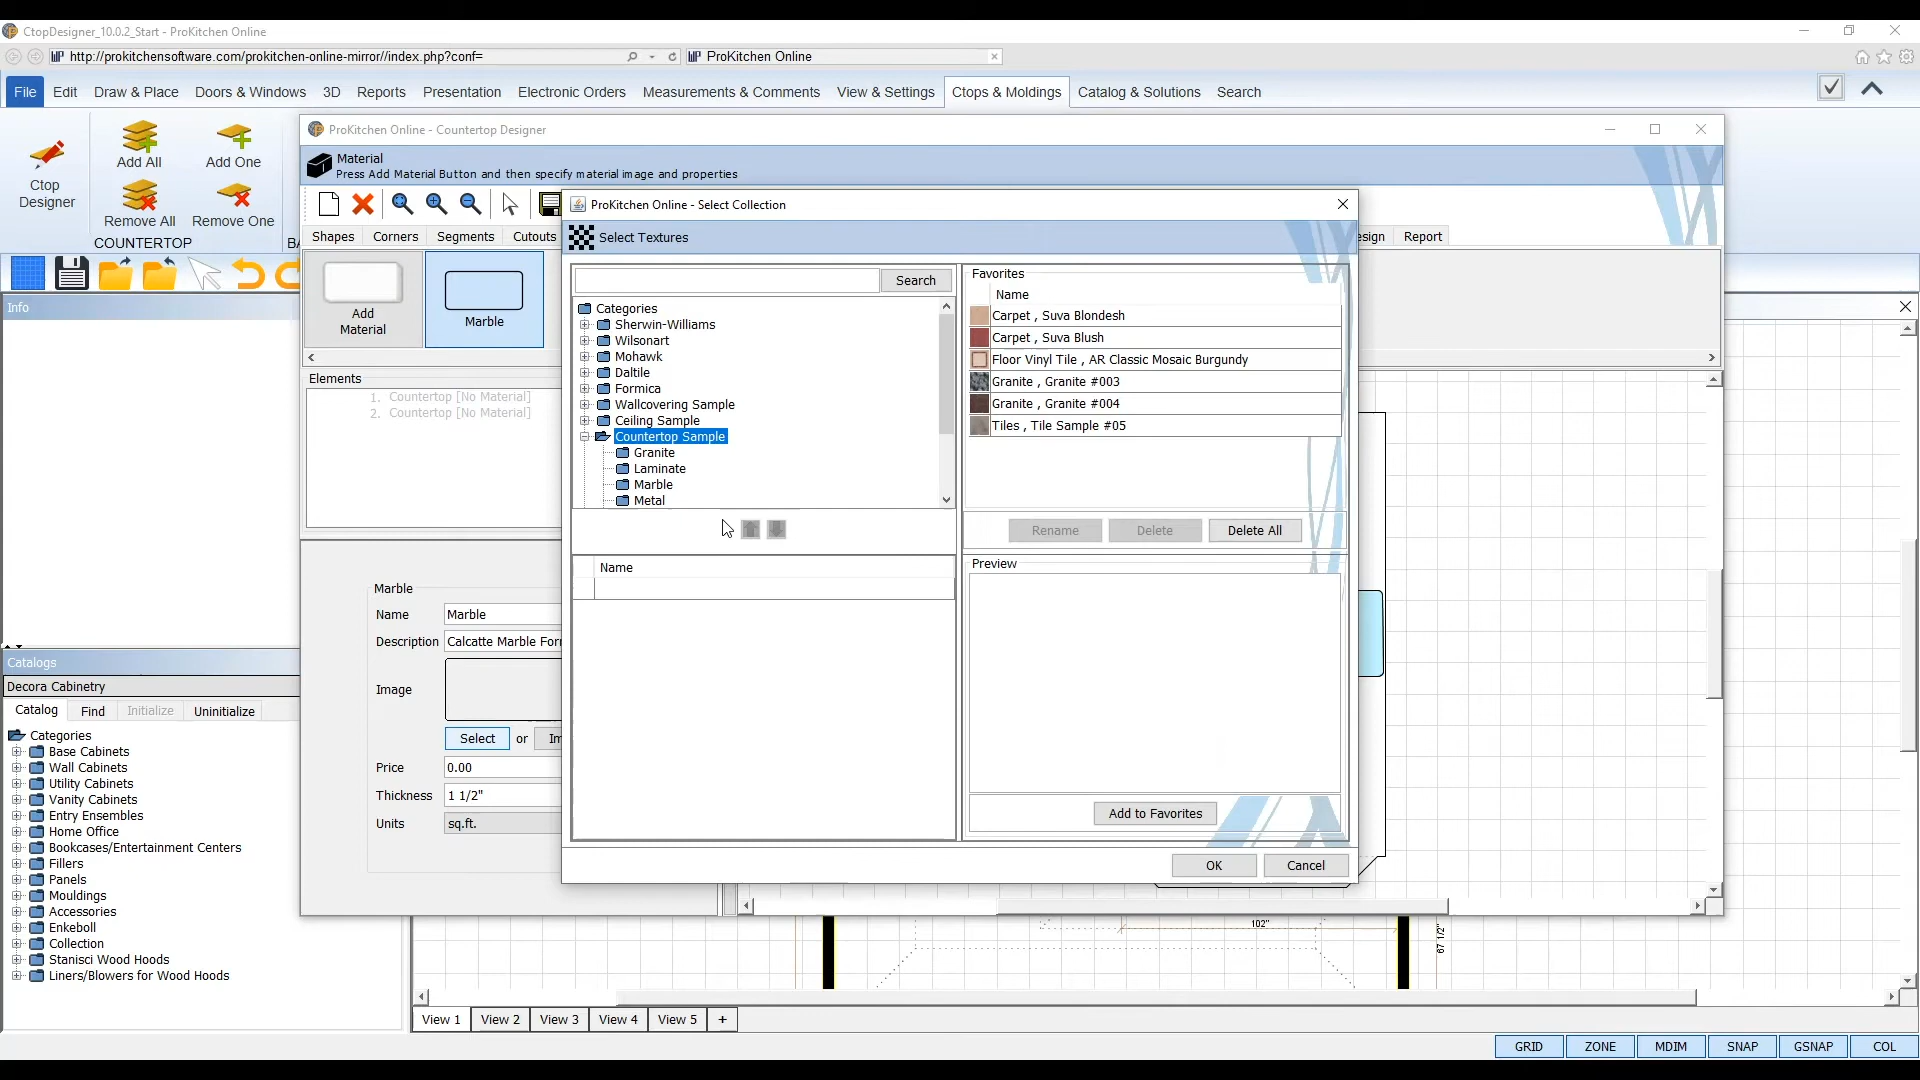 CtopDesigner_10.0.2_Start - ProKitchen Online
http://prokitchensoftware.com/prokitchen-online-mirror//index.php?conf=
ProKitchen Online
File Edit Draw & Place Doors & Windows 3D Reports Presentation Electronic Orders Measurements & Comments View & Settings Ctops & Moldings Catalog & Solutions Search
Ctop Designer
Add All
Add One
Remove All
Remove One
COUNTERTOP
BA
ProKitchen Online - Countertop Designer
Material
Press Add Material Button and then specify material image and properties
Shapes Corners Segments Cutouts
esign Report
Add Material
Marble
Elements
1. Countertop [No Material]
2. Countertop [No Material]
Marble
Name Marble
Description Calcatte Marble For
Image
Select or Im
Price 0.00
Thickness 1 1/2"
Units sq.ft.
ProKitchen Online - Select Collection
Select Textures
Search
Categories
Sherwin-Williams
Wilsonart
Mohawk
Daltile
Formica
Wallcovering Sample
Ceiling Sample
Countertop Sample
Granite
Laminate
Marble
Metal
Name
Favorites
Name
Carpet , Suva Blondesh
Carpet , Suva Blush
Floor Vinyl Tile , AR Classic Mosaic Burgundy
Granite , Granite #003
Granite , Granite #004
Tiles , Tile Sample #05
Rename Delete Delete All
Preview
Add to Favorites
OK Cancel
Info
Catalogs
Decora Cabinetry
Catalog Find Initialize Uninitialize
Categories
Base Cabinets
Wall Cabinets
Utility Cabinets
Vanity Cabinets
Entry Ensembles
Home Office
Bookcases/Entertainment Centers
Fillers
Panels
Mouldings
Accessories
Enkeboll
Collection
Stanisci Wood Hoods
Liners/Blowers for Wood Hoods
102"
67 1/2"
View 1 View 2 View 3 View 4 View 5 +
GRID ZONE MDIM SNAP GSNAP COL